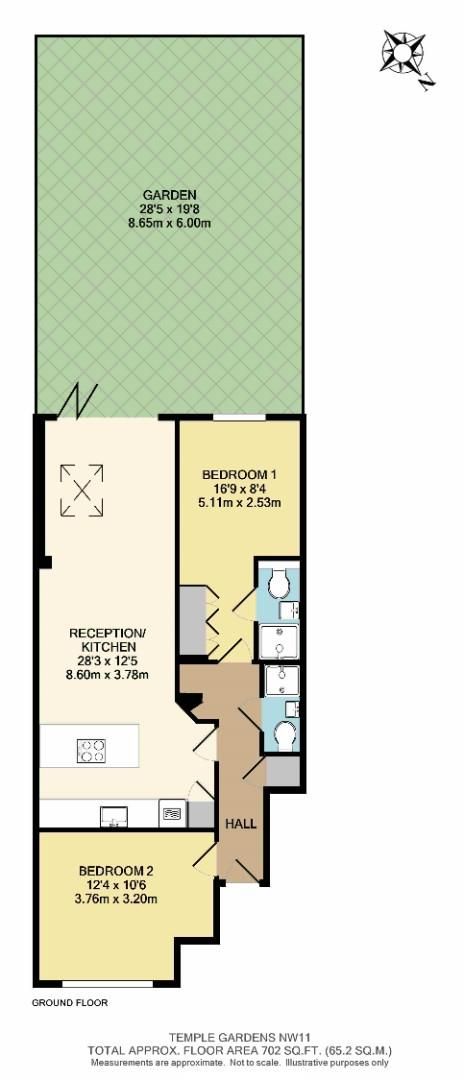 N
GARDEN
28'5 x 19'8
8.65m x 6.00m
BEDROOM 1
16'9 x 8'4
5.11m x 2.53m
RECEPTION/
KITCHEN
28'3 x 12'5
8.60m x 3.78m
HALL
BEDROOM 2
12'4 x 10'6
3.76m x 3.20m
GROUND FLOOR
TEMPLE GARDENS NW11
TOTAL APPROX. FLOOR AREA 702 SQ.FT. (65.2 SQ.M.)
Measurements are approximate. Not to scale. Illustrative purposes only